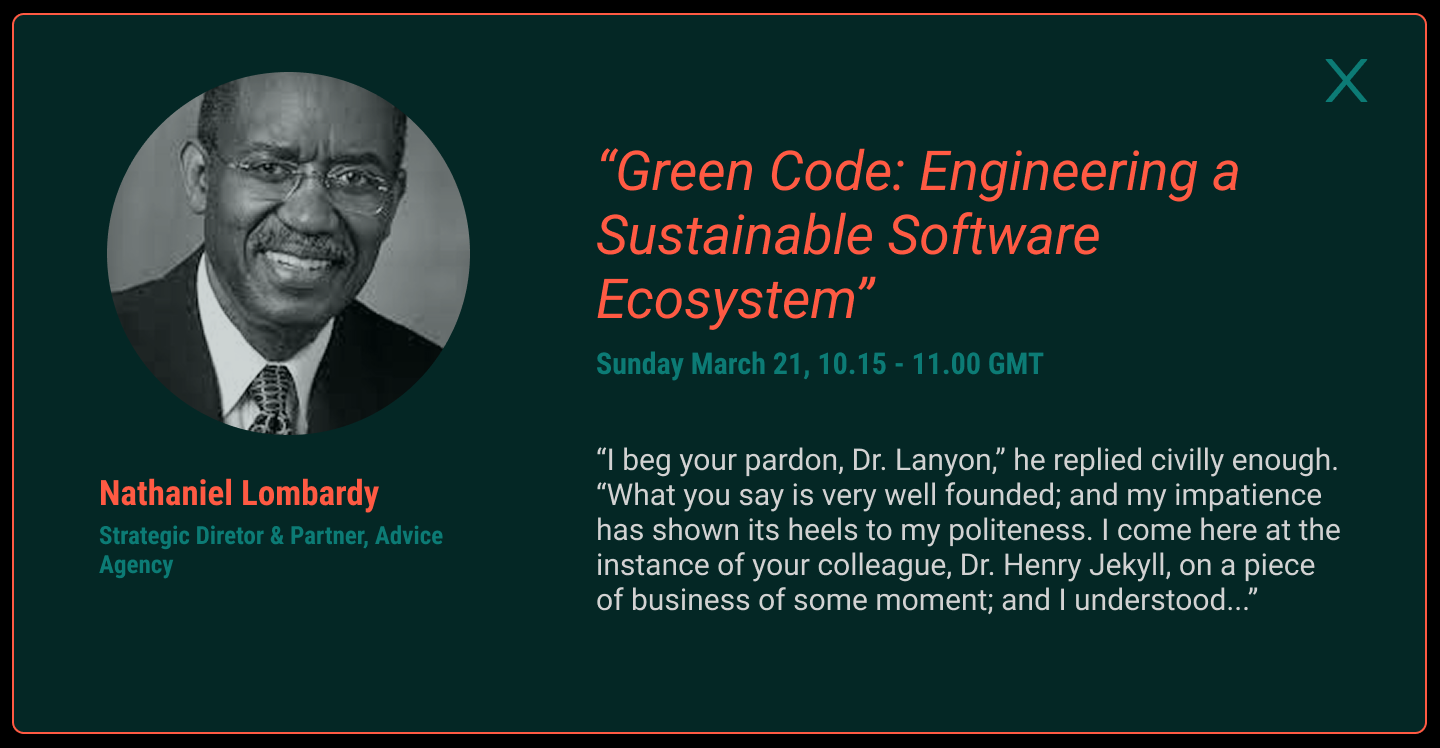 X
“Green Code: Engineering a
Sustainable Software
Ecosystem”
Sunday March 21, 10.15 - 11.00 GMT
“I beg your pardon, Dr. Lanyon,” he replied civilly enough.
“What you say is very well founded; and my impatience
has shown its heels to my politeness. I come here at the
instance of your colleague, Dr. Henry Jekyll, on a piece
of business of some moment; and I understood...”
Nathaniel Lombardy
Strategic Diretor & Partner, Advice
Agency